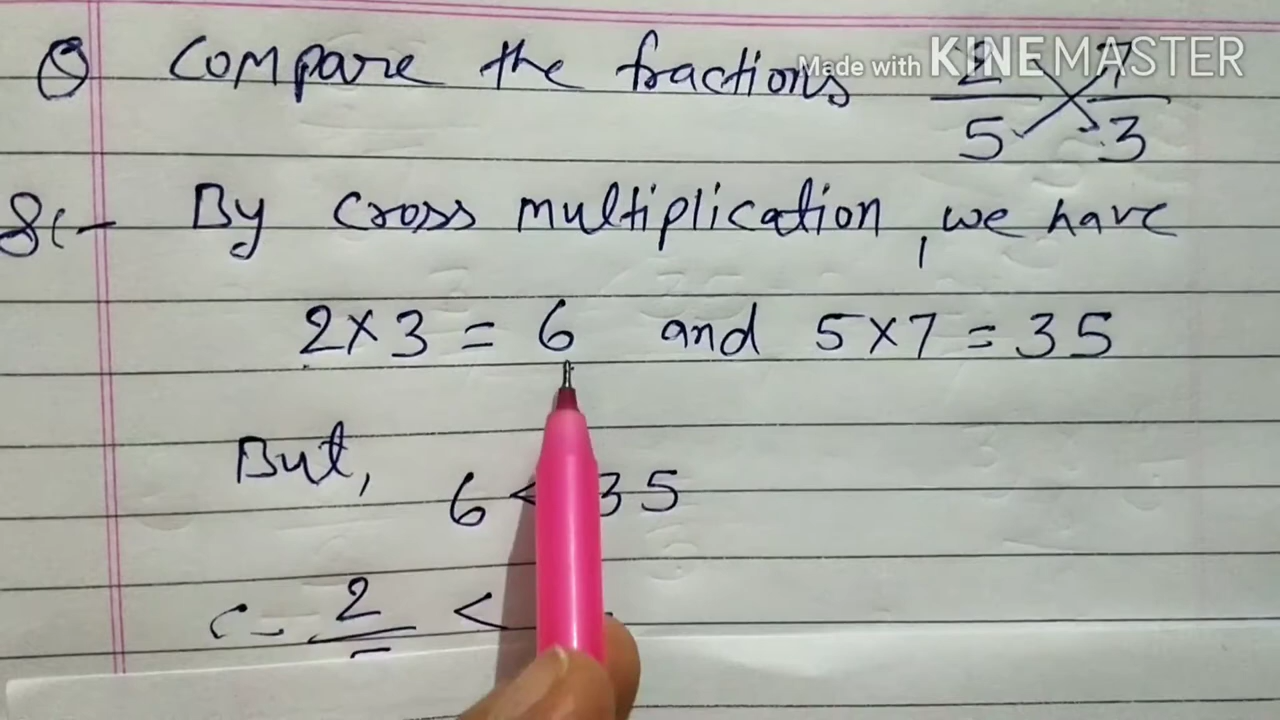 Q Compare the fractions 2/5 7/3
Made with KINEMASTER
By cross multiplication, we have
2×3 = 6 and 5×7 = 35
But,
6 < 35
2 <